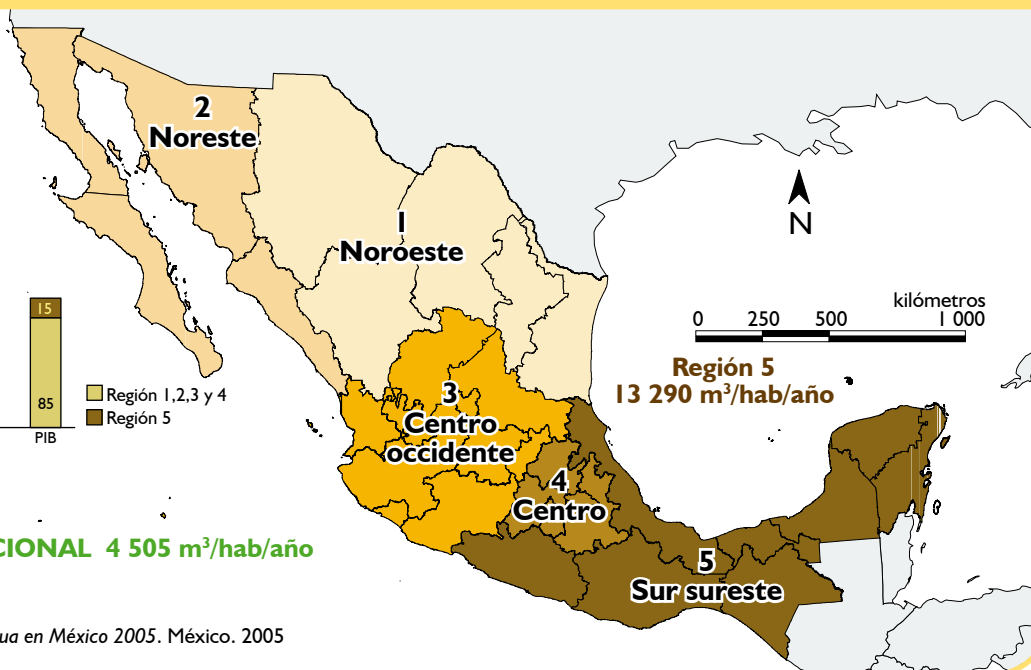 2
Noreste
1
Noroeste
N
kilómetros
0 250 500 1 000
Región 5
13 290 m³/hab/año
15
85
PIB
Región 1,2,3 y 4
Región 5
3
Centro
occidente
4
Centro
5
Sur sureste
CIONAL 4 505 m³/hab/año
ua en México 2005. México. 2005